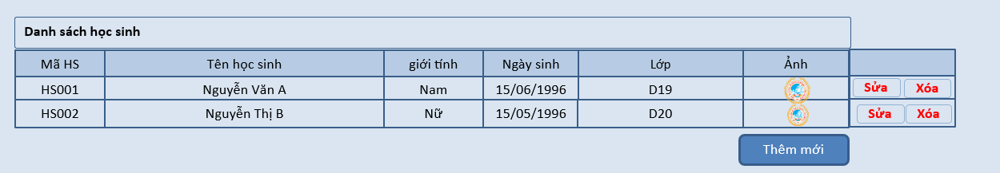 Danh sách học sinh
Mã HS Tên học sinh giới tính Ngày sinh Lớp Ảnh
HS001 Nguyễn Văn A Nam 15/06/1996 D19 Sửa Xóa
HS002 Nguyễn Thị B Nữ 15/05/1996 D20 Sửa Xóa
Thêm mới